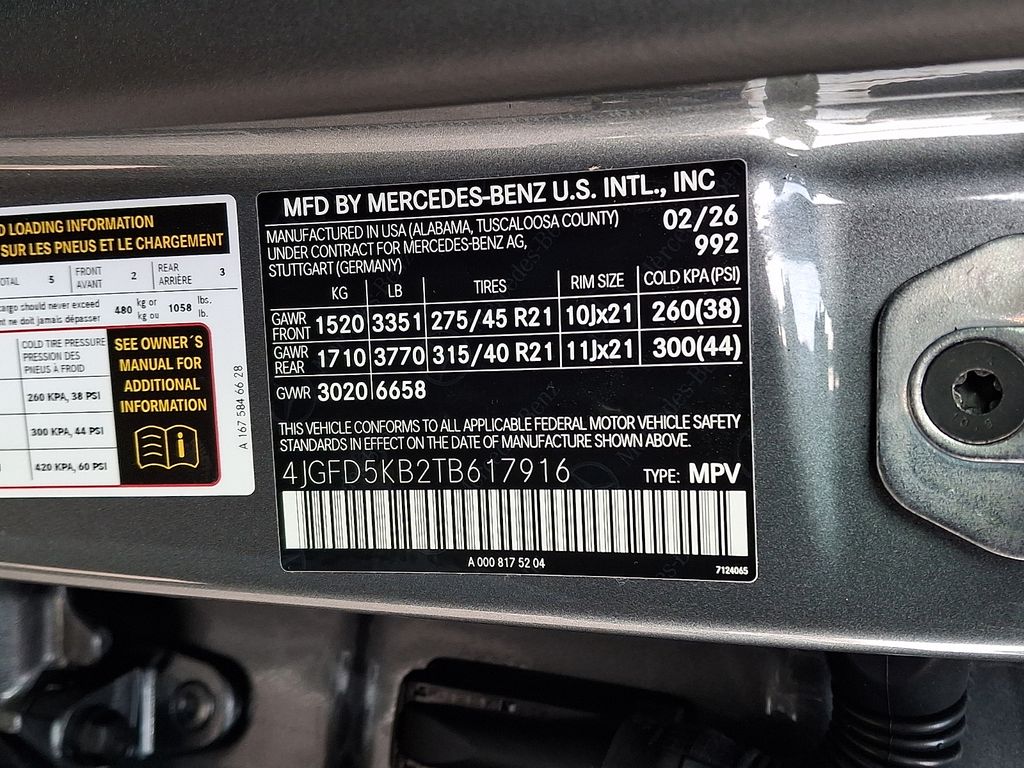 D LOADING INFORMATION
SUR LES PNEUS ET LE CHARGEMENT
OTAL 5 FRONT AVANT 2 REAR ARRIÈRE 3
cargo should never exceed
nt ne doit jamais dépasser 480 kg or kg ou 1058 lbs. lb.
COLD TIRE PRESSURE
PRESSION DES
PNEUS À FROID
260 KPA, 38 PSI
300 KPA, 44 PSI
420 KPA, 60 PSI
SEE OWNER´S
MANUAL FOR
ADDITIONAL
INFORMATION
A 167 584 66 28
MFD BY MERCEDES-BENZ U.S. INTL., INC
MANUFACTURED IN USA (ALABAMA, TUSCALOOSA COUNTY) 02/26
UNDER CONTRACT FOR MERCEDES-BENZ AG, 992
STUTTGART (GERMANY)
KG LB TIRES RIM SIZE COLD KPA(PSI)
GAWR FRONT 1520 3351 275/45 R21 10Jx21 260(38)
GAWR REAR 1710 3770 315/40 R21 11Jx21 300(44)
GVWR 3020 6658
THIS VEHICLE CONFORMS TO ALL APPLICABLE FEDERAL MOTOR VEHICLE SAFETY
STANDARDS IN EFFECT ON THE DATE OF MANUFACTURE SHOWN ABOVE.
4JGFD5KB2TB617916 TYPE: MPV
A 000 817 52 04
7124065